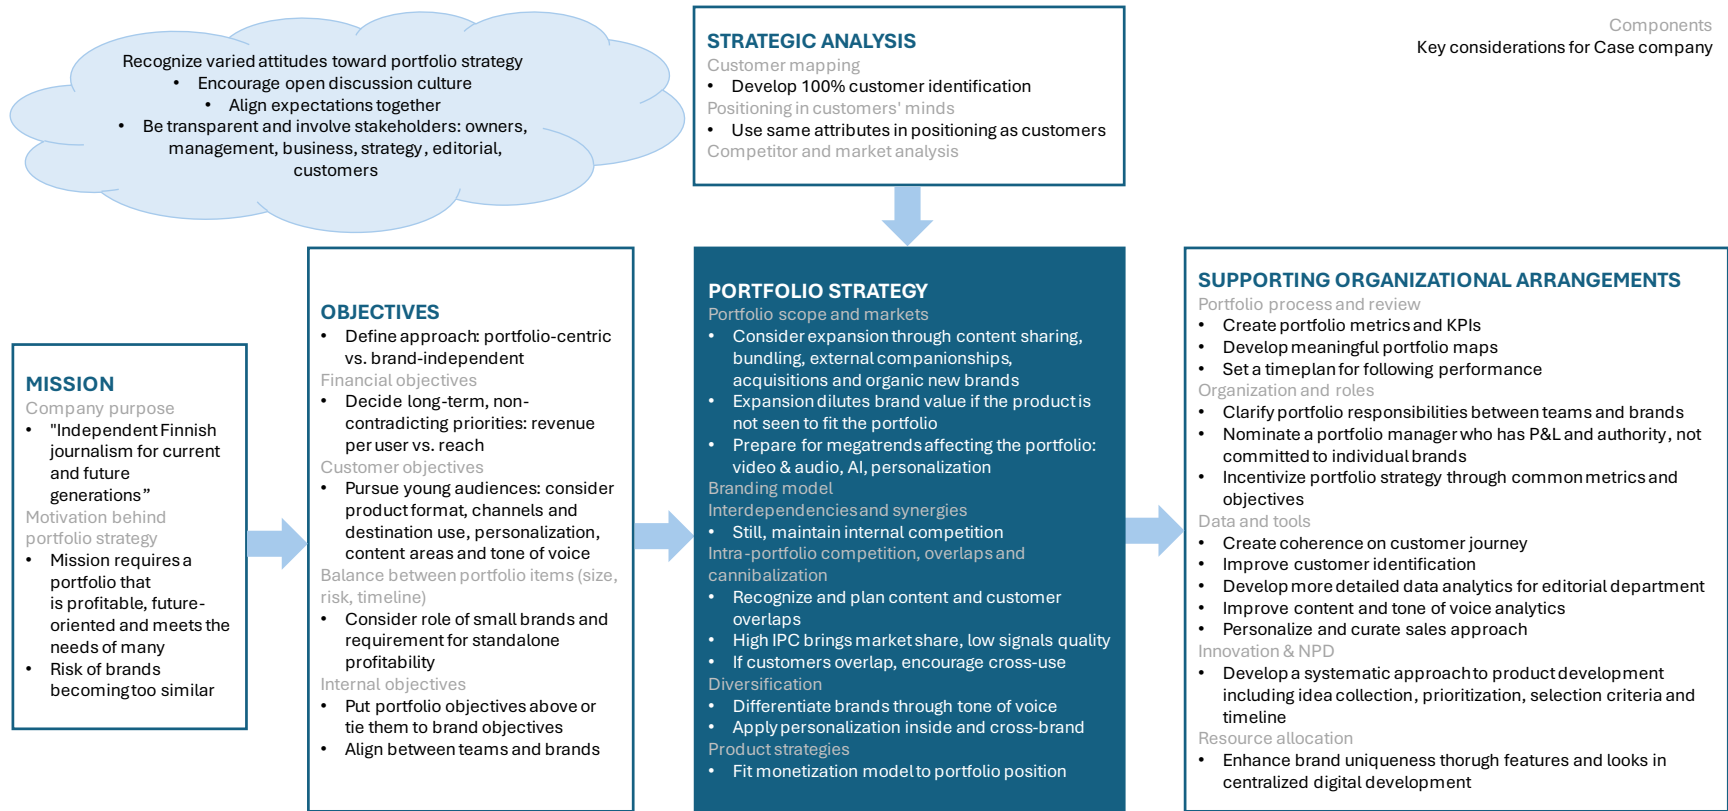 Recognize varied attitudes toward portfolio strategy
• Encourage open discussion culture
• Align expectations together
• Be transparent and involve stakeholders: owners,
management, business, strategy, editorial,
customers
STRATEGIC ANALYSIS
Customer mapping
• Develop 100% customer identification
Positioning in customers' minds
• Use same attributes in positioning as customers
Competitor and market analysis
Components
Key considerations for Case company
MISSION
Company purpose
• "Independent Finnish
journalism for current
and future
generations”
Motivation behind
portfolio strategy
• Mission requires a
portfolio that
is profitable, future-
oriented and meets the
needs of many
• Risk of brands
becoming too similar
OBJECTIVES
• Define approach: portfolio-centric
vs. brand-independent
Financial objectives
• Decide long-term, non-
contradicting priorities: revenue
per user vs. reach
Customer objectives
• Pursue young audiences: consider
product format, channels and
destination use, personalization,
content areas and tone of voice
Balance between portfolio items (size,
risk, timeline)
• Consider role of small brands and
requirement for standalone
profitability
Internal objectives
• Put portfolio objectives above or
tie them to brand objectives
• Align between teams and brands
PORTFOLIO STRATEGY
Portfolio scope and markets
• Consider expansion through content sharing,
bundling, external companionships,
acquisitions and organic new brands
• Expansion dilutes brand value if the product is
not seen to fit the portfolio
• Prepare for megatrends affecting the portfolio:
video & audio, AI, personalization
Branding model
Interdependencies and synergies
• Still, maintain internal competition
Intra-portfolio competition, overlaps and
cannibalization
• Recognize and plan content and customer
overlaps
• High IPC brings market share, low signals quality
• If customers overlap, encourage cross-use
Diversification
• Differentiate brands through tone of voice
• Apply personalization inside and cross-brand
Product strategies
• Fit monetization model to portfolio position
SUPPORTING ORGANIZATIONAL ARRANGEMENTS
Portfolio process and review
• Create portfolio metrics and KPIs
• Develop meaningful portfolio maps
• Set a timeplan for following performance
Organization and roles
• Clarify portfolio responsibilities between teams and brands
• Nominate a portfolio manager who has P&L and authority, not
committed to individual brands
• Incentivize portfolio strategy through common metrics and
objectives
Data and tools
• Create coherence on customer journey
• Improve customer identification
• Develop more detailed data analytics for editorial department
• Improve content and tone of voice analytics
• Personalize and curate sales approach
Innovation & NPD
• Develop a systematic approach to product development
including idea collection, prioritization, selection criteria and
timeline
Resource allocation
• Enhance brand uniqueness thorugh features and looks in
centralized digital development